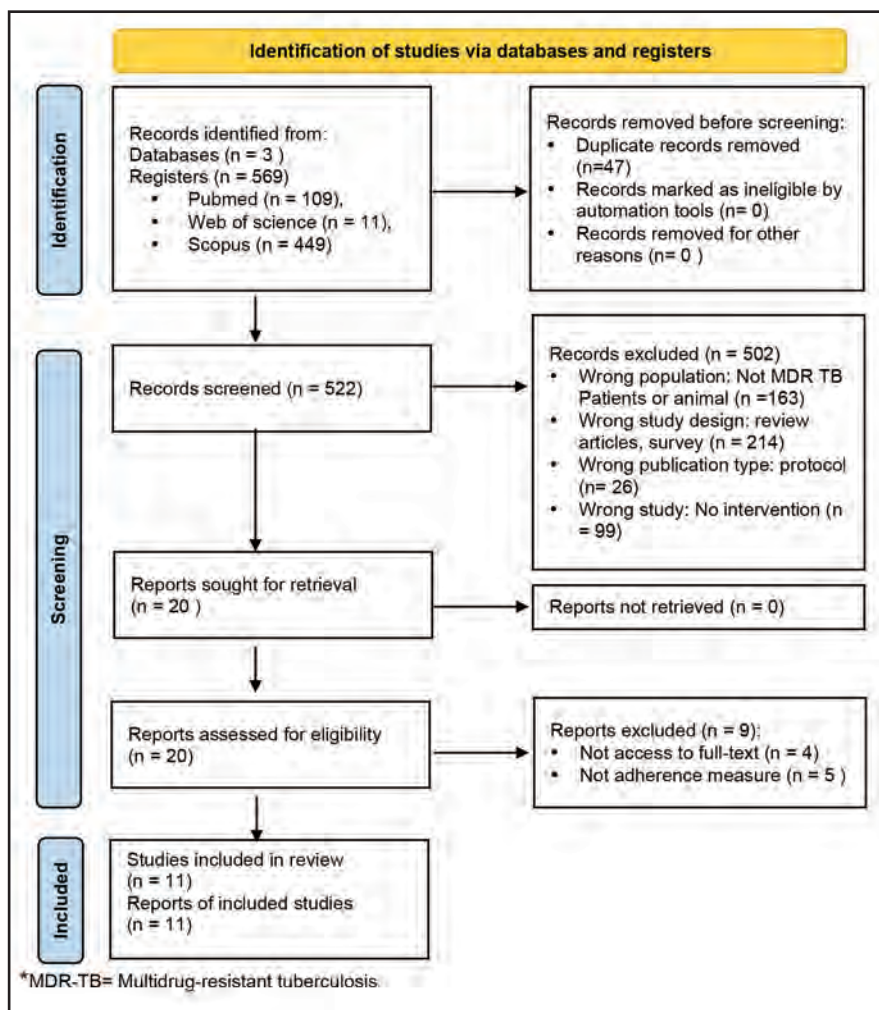 Identification of studies via databases and registers
Identification
Records identified from:
Databases (n = 3 )
Registers (n = 569)
• Pubmed (n = 109),
• Web of science (n = 11),
• Scopus (n = 449)
Records removed before screening:
• Duplicate records removed
(n=47)
• Records marked as ineligible by
automation tools (n= 0)
• Records removed for other
reasons (n= 0 )
Screening
Records screened (n = 522)
Records excluded (n = 502)
• Wrong population: Not MDR TB
Patients or animal (n =163)
• Wrong study design: review
articles, survey (n = 214)
• Wrong publication type: protocol
(n= 26)
• Wrong study: No intervention (n
= 99)
Reports sought for retrieval
(n = 20 )
Reports not retrieved (n = 0)
Reports assessed for eligibility
(n = 20)
Reports excluded (n = 9):
• Not access to full-text (n = 4)
• Not adherence measure (n = 5 )
Included
Studies included in review
(n = 11)
Reports of included studies
(n = 11)
*MDR-TB= Multidrug-resistant tuberculosis